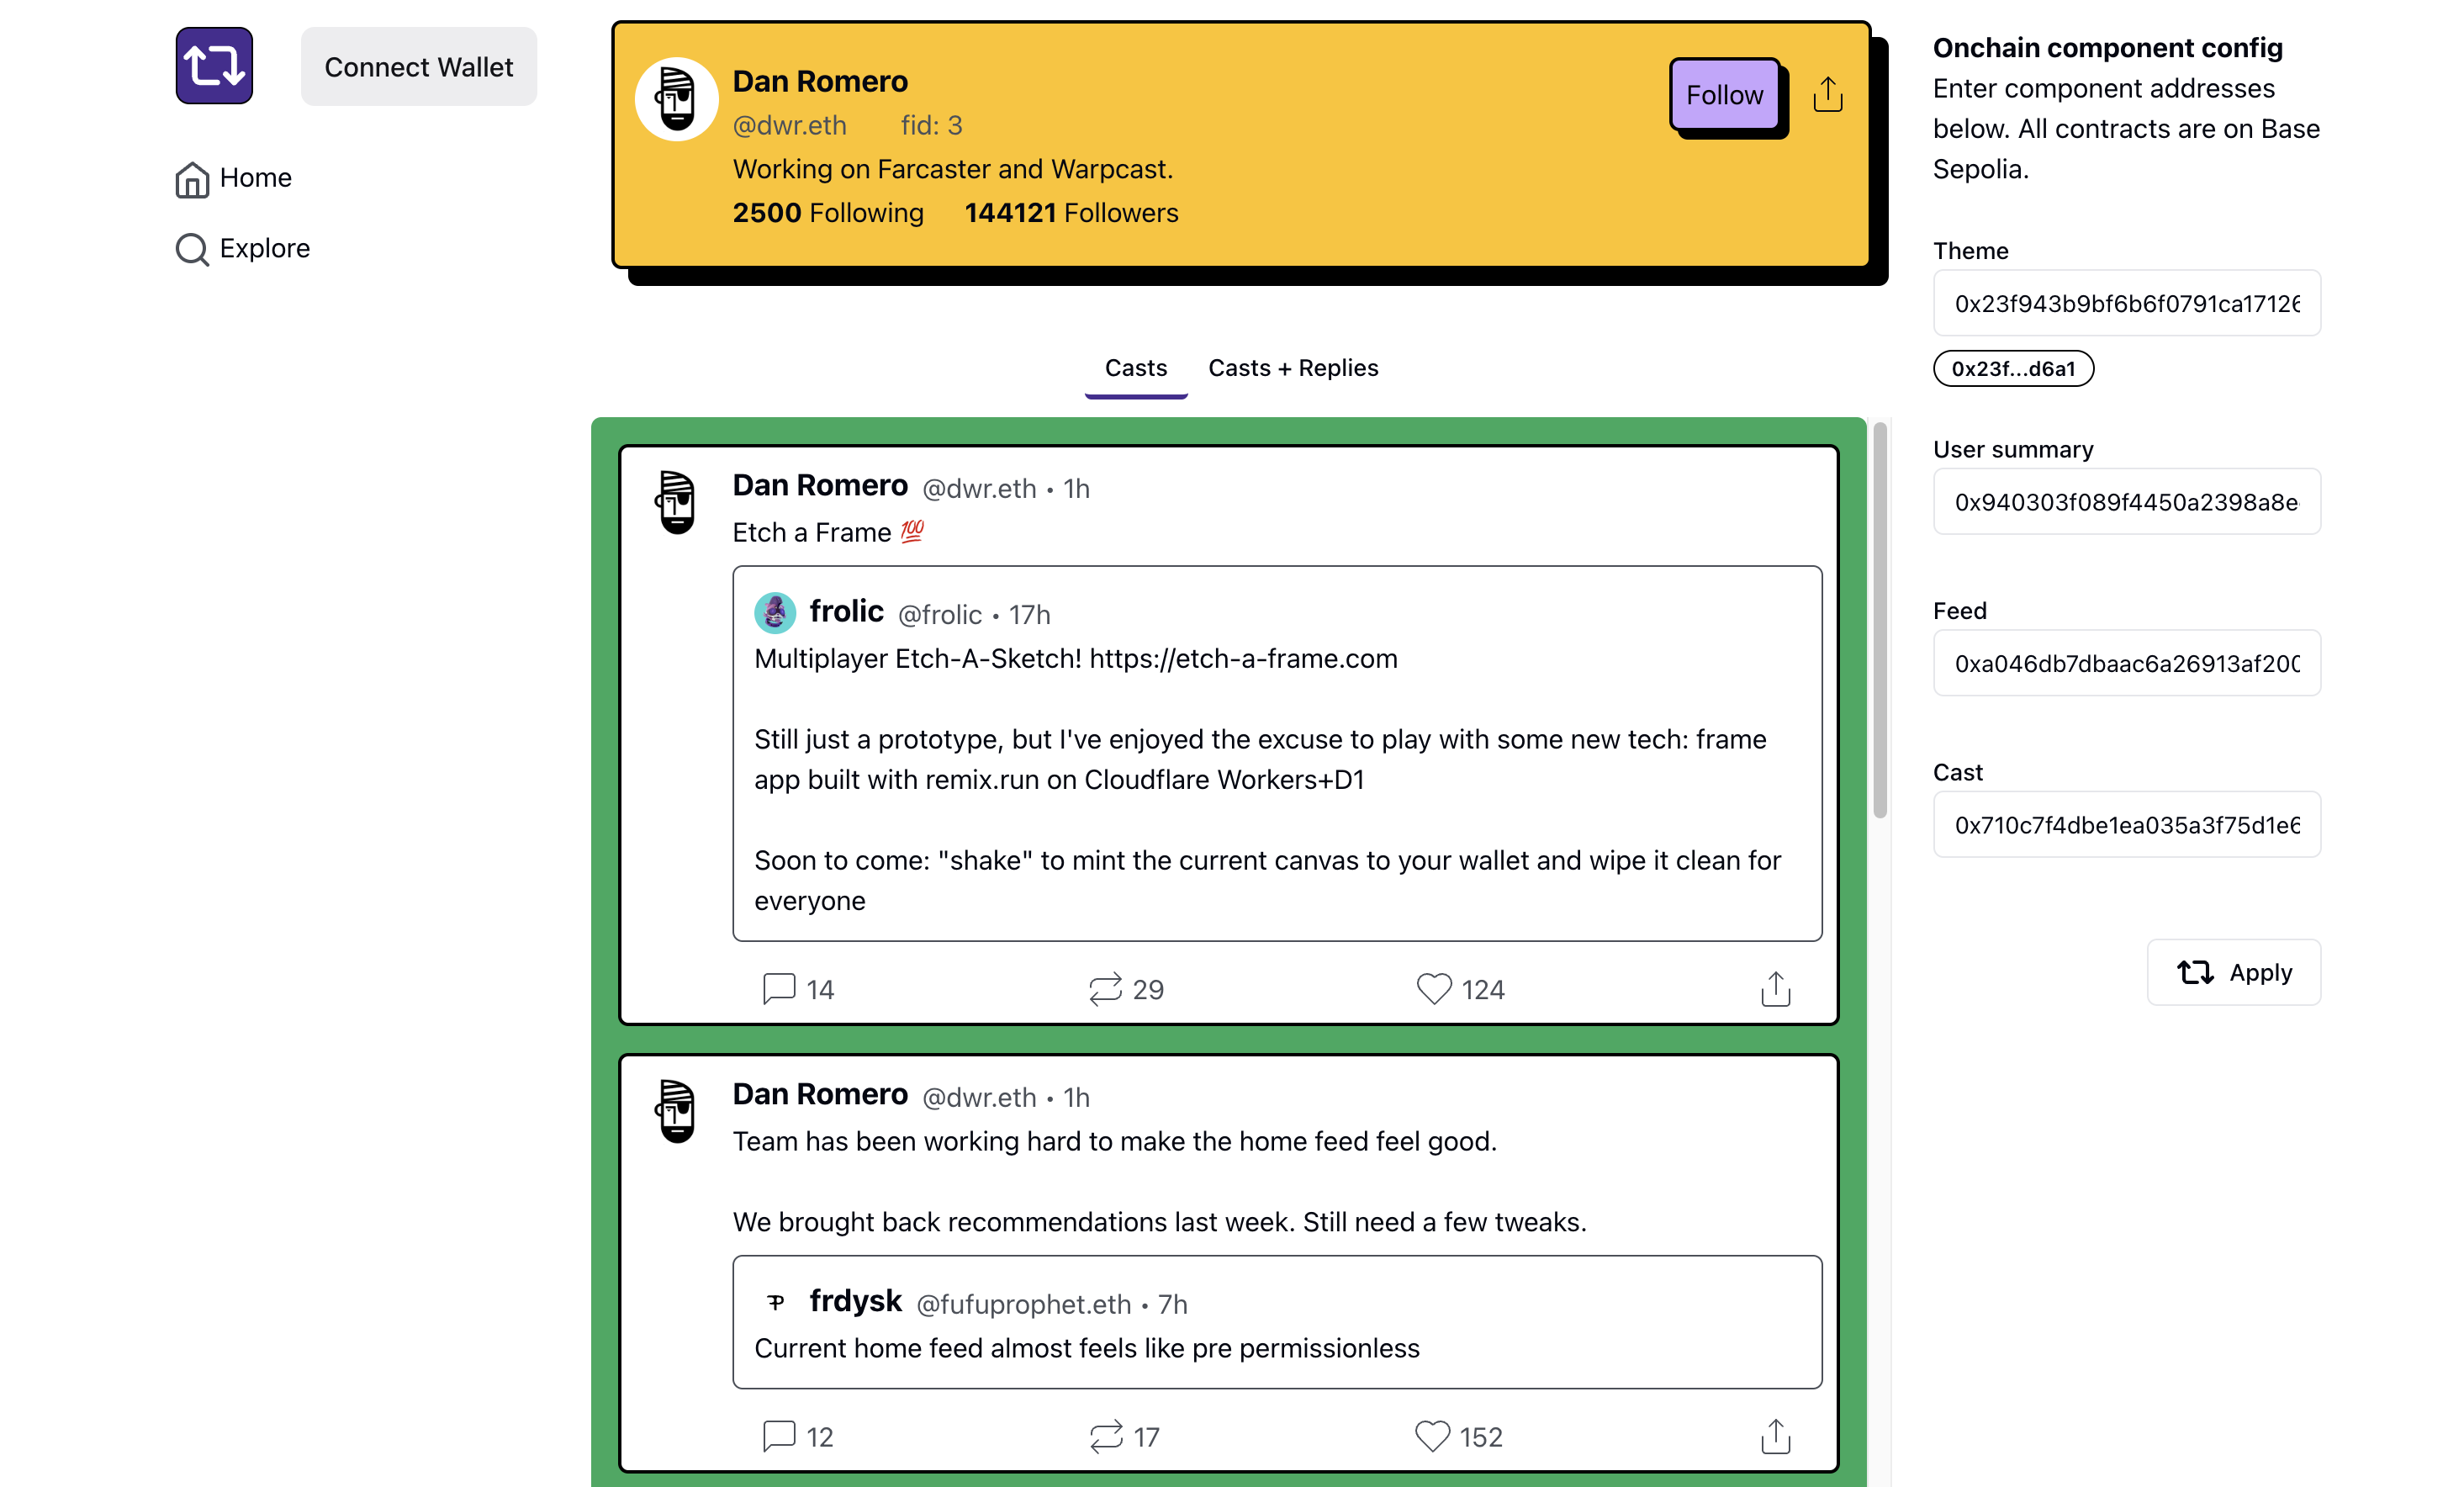 Connect Wallet
Home
Explore
Dan Romero
@dwr.eth fid: 3
Working on Farcaster and Warpcast.
2500 Following 144121 Followers
Follow
Casts Casts + Replies
Dan Romero @dwr.eth • 1h
Etch a Frame 💯
frolic @frolic • 17h
Multiplayer Etch-A-Sketch! https://etch-a-frame.com
Still just a prototype, but I've enjoyed the excuse to play with some new tech: frame
app built with remix.run on Cloudflare Workers+D1
Soon to come: "shake" to mint the current canvas to your wallet and wipe it clean for
everyone
14 29 124
Dan Romero @dwr.eth • 1h
Team has been working hard to make the home feed feel good.
We brought back recommendations last week. Still need a few tweaks.
frdysk @fufuprophet.eth • 7h
Current home feed almost feels like pre permissionless
12 17 152
Onchain component config
Enter component addresses
below. All contracts are on Base
Sepolia.
Theme
0x23f943b9bf6b6f0791ca17126
0x23f...d6a1
User summary
0x940303f089f4450a2398a8e
Feed
0xa046db7dbaac6a26913af200
Cast
0x710c7f4dbe1ea035a3f75d1e6
Apply